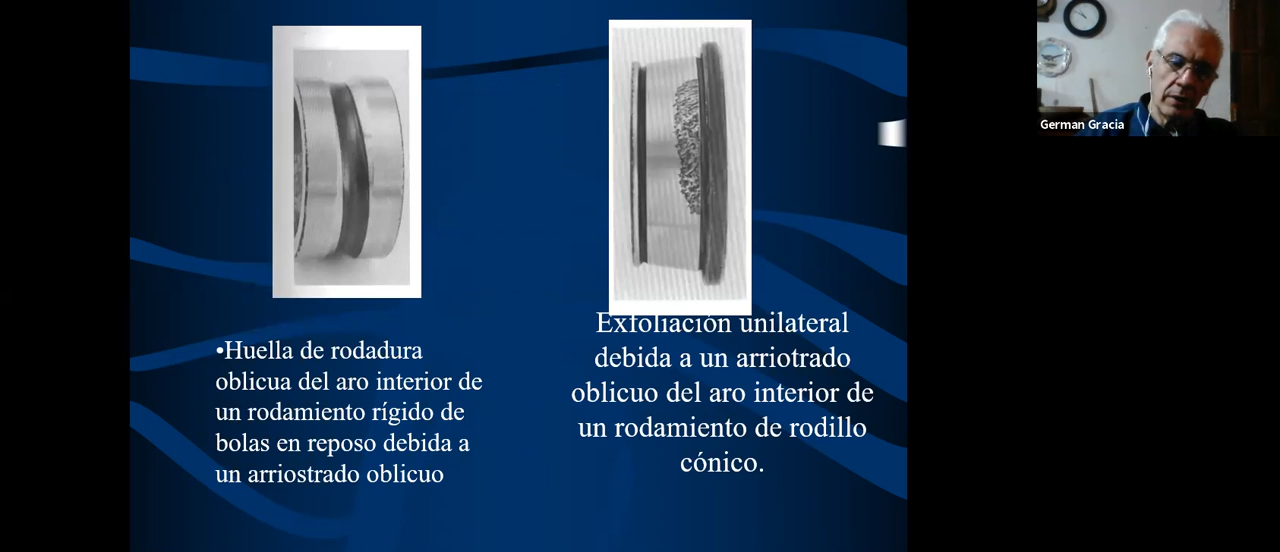 •Huella de rodadura
oblicua del aro interior de
un rodamiento rígido de
bolas en reposo debida a
un arriostrado oblicuo
Exfoliación unilateral
debida a un arriotrado
oblicuo del aro interior de
un rodamiento de rodillo
cónico.
German Gracia